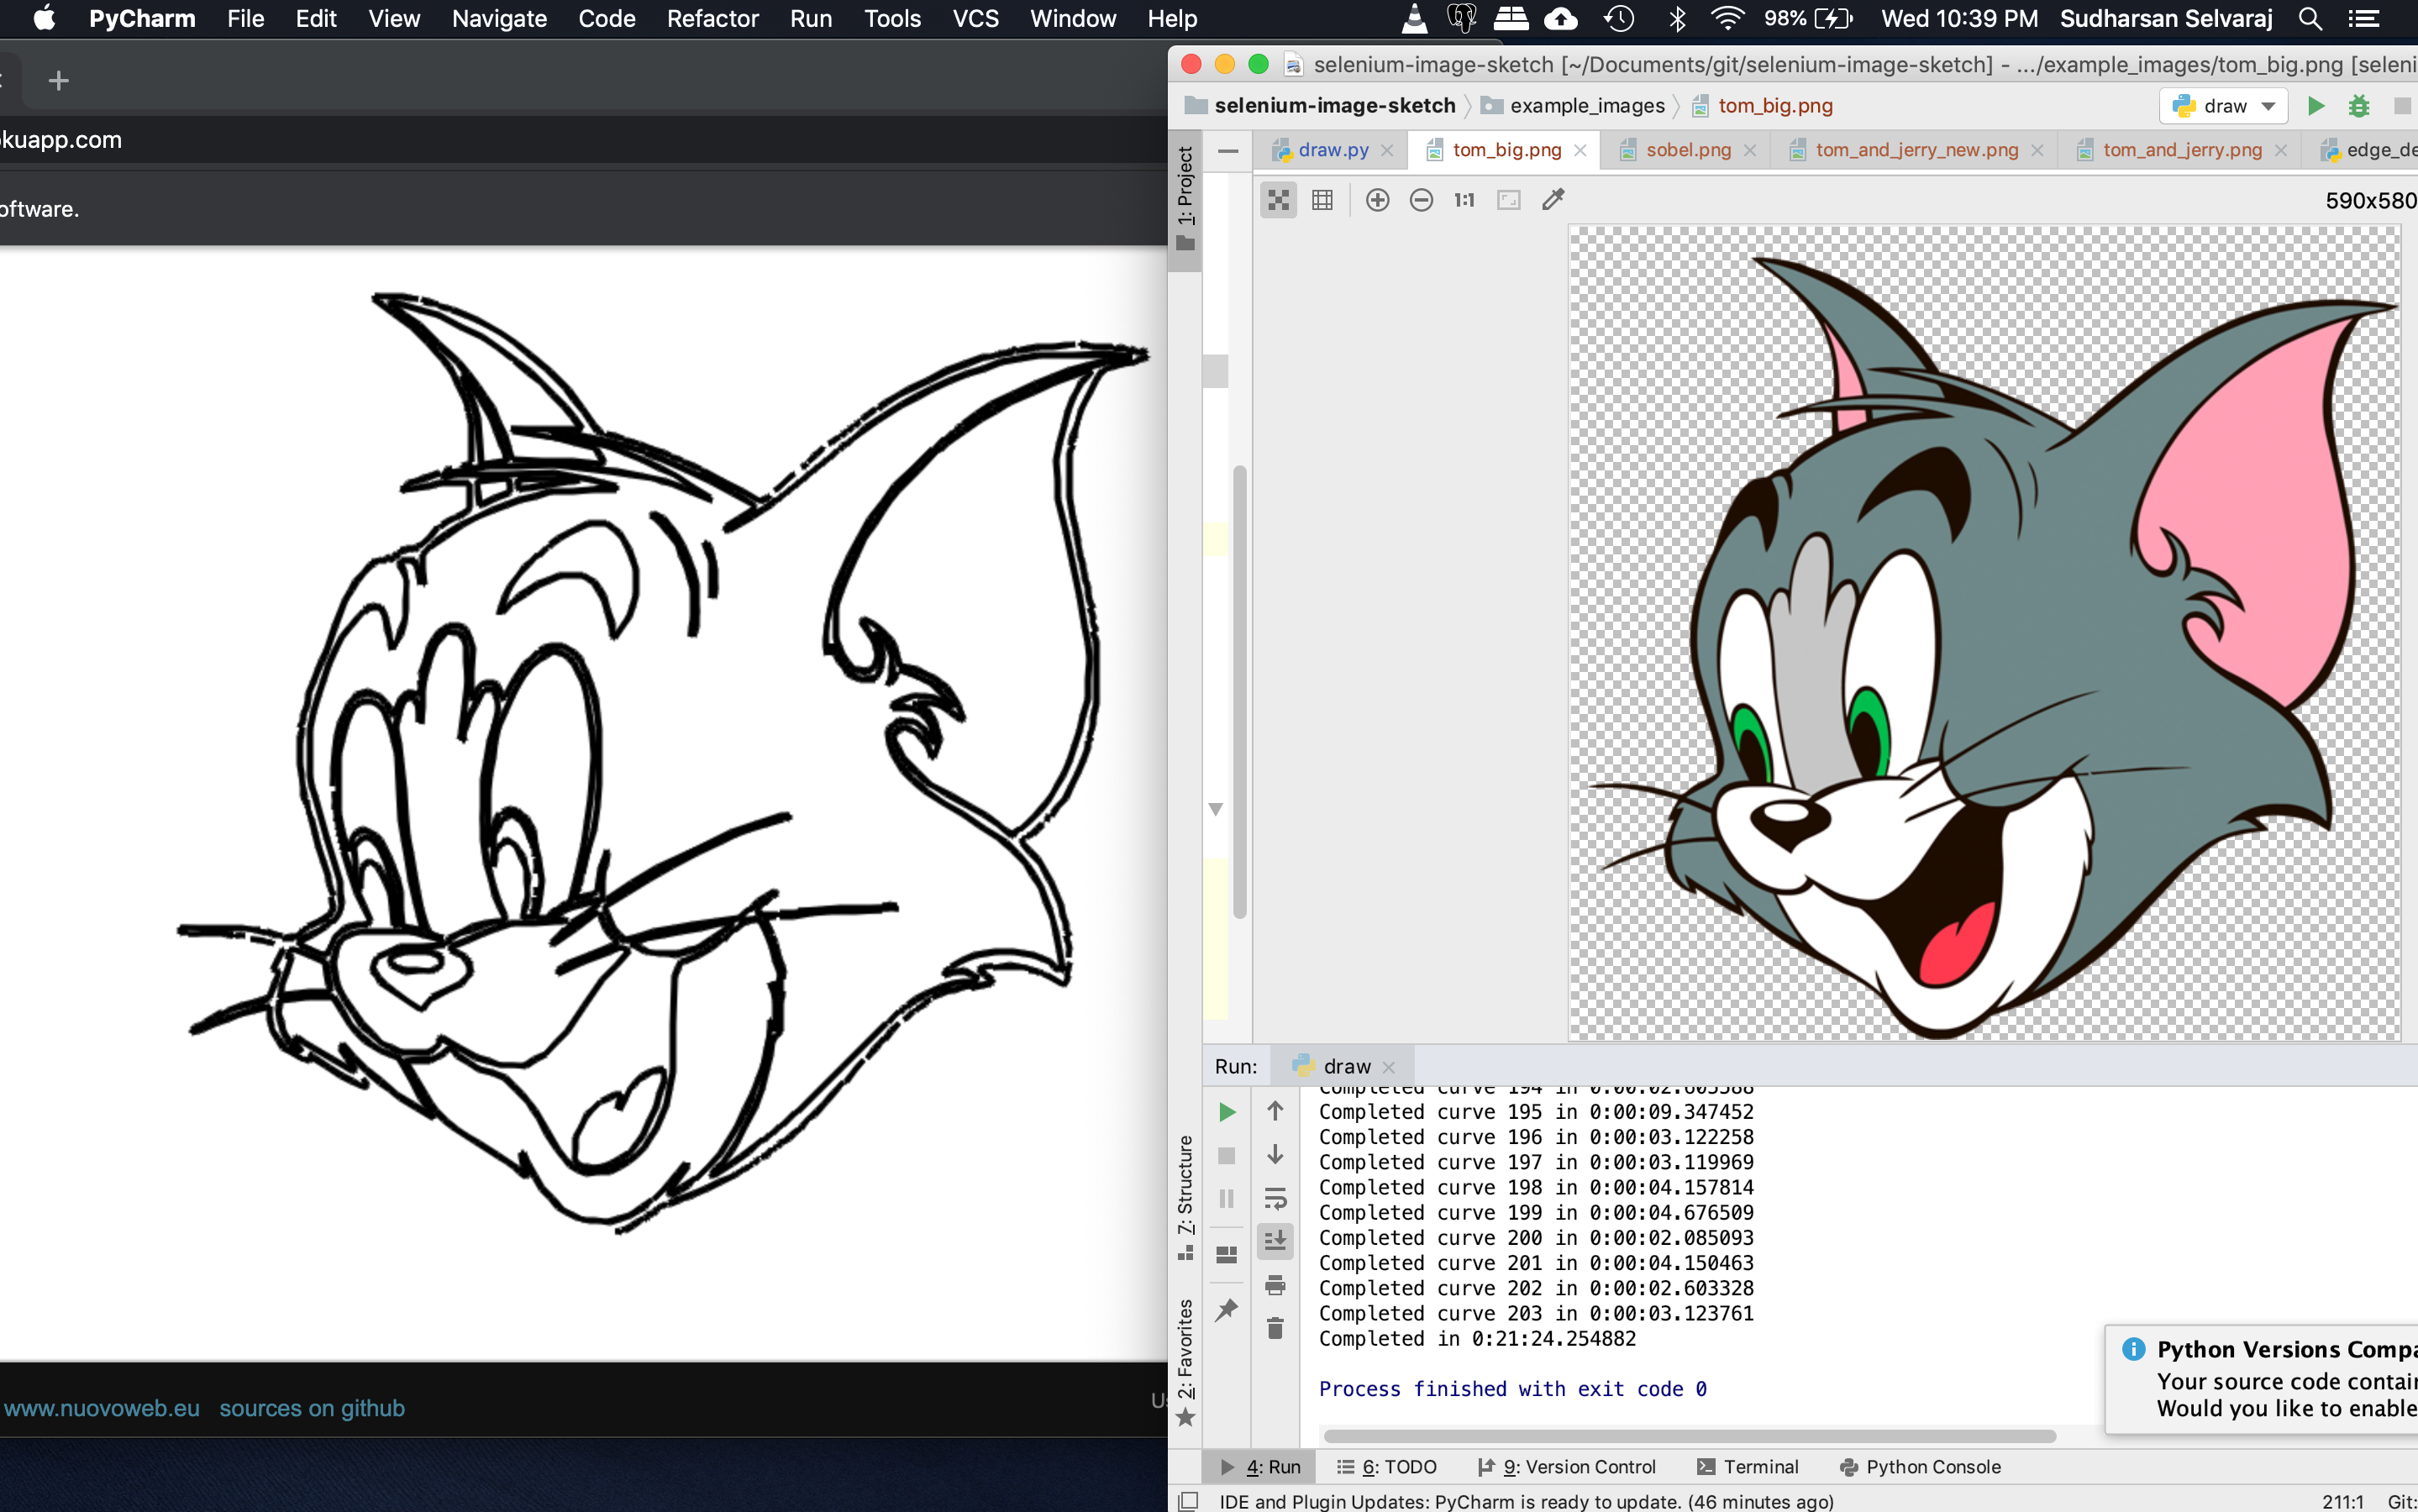 PyCharm File Edit View Navigate Code Refactor Run Tools VCS Window Help 98% Wed 10:39 PM Sudharsan Selvaraj
selenium-image-sketch [~/Documents/git/selenium-image-sketch] - .../example_images/tom_big.png [seleni
selenium-image-sketch example_images tom_big.png draw
kuapp.com
draw.py tom_big.png sobel.png tom_and_jerry_new.png tom_and_jerry.png edge_de
1: Project
1:1
590x580
oftware.
Run: draw
Completed curve 194 in 0:00:02.605388
Completed curve 195 in 0:00:09.347452
Completed curve 196 in 0:00:03.122258
Completed curve 197 in 0:00:03.119969
Completed curve 198 in 0:00:04.157814
Completed curve 199 in 0:00:04.676509
Completed curve 200 in 0:00:02.085093
Completed curve 201 in 0:00:04.150463
Completed curve 202 in 0:00:02.603328
Completed curve 203 in 0:00:03.123761
Completed in 0:21:24.254882
Process finished with exit code 0
7: Structure
2: Favorites
Python Versions Compa
Your source code contai
Would you like to enable
www.nuovoweb.eu sources on github
Us
4: Run 6: TODO 9: Version Control Terminal Python Console
IDE and Plugin Updates: PyCharm is ready to update. (46 minutes ago) 211:1 Git: